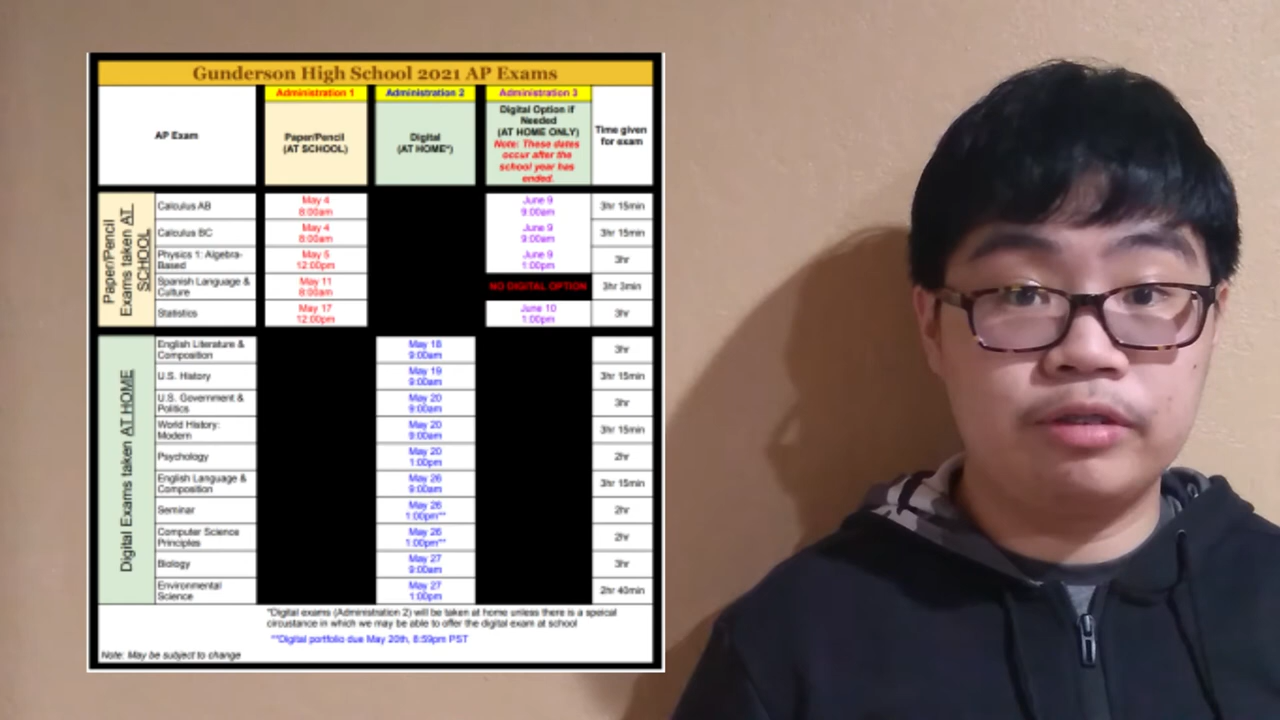 Gunderson High School 2021 AP Exams
Administration 1
Administration 2
Administration 3
AP Exam
Paper/Pencil
(AT SCHOOL)
Digital
(AT HOME*)
Digital Option if
Needed
(AT HOME ONLY)
Note: These dates
occur after the
school year has
ended.
Time given
for exam
Paper/Pencil
Exams taken AT
SCHOOL
Calculus AB
May 4
8:00am
June 9
9:00am
3hr 15min
Calculus BC
May 4
8:00am
June 9
9:00am
3hr 15min
Physics 1: Algebra-
Based
May 5
12:00pm
June 9
1:00pm
3hr
Spanish Language &
Culture
May 11
8:00am
NO DIGITAL OPTION
3hr 3min
Statistics
May 17
12:00pm
June 10
1:00pm
3hr
Digital Exams taken AT HOME
English Literature &
Composition
May 18
9:00am
3hr
U.S. History
May 19
9:00am
3hr 15min
U.S. Government &
Politics
May 20
9:00am
3hr
World History:
Modern
May 20
9:00am
3hr 15min
Psychology
May 20
1:00pm
2hr
English Language &
Composition
May 26
9:00am
3hr 15min
Seminar
May 26
1:00pm**
2hr
Computer Science
Principles
May 26
1:00pm**
2hr
Biology
May 27
9:00am
3hr
Environmental
Science
May 27
1:00pm
2hr 40min
*Digital exams (Administration 2) will be taken at home unless there is a speical
circustance in which we may be able to offer the digital exam at school
**Digital portfolio due May 20th, 8:59pm PST
Note: May be subject to change